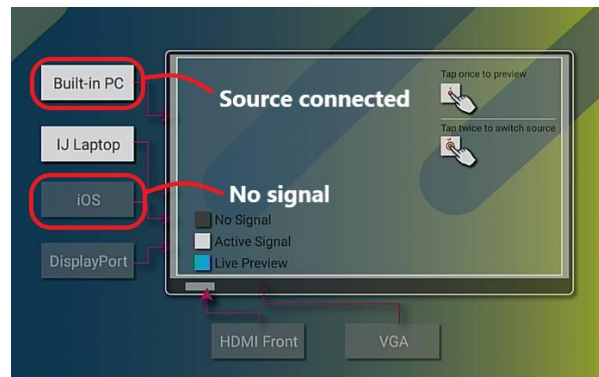 Built-in PC
Source connected
Tap once to preview
Tap twice to switch source
IJ Laptop
iOS
No signal
No Signal
Active Signal
Live Preview
DisplayPort
HDMI Front
VGA